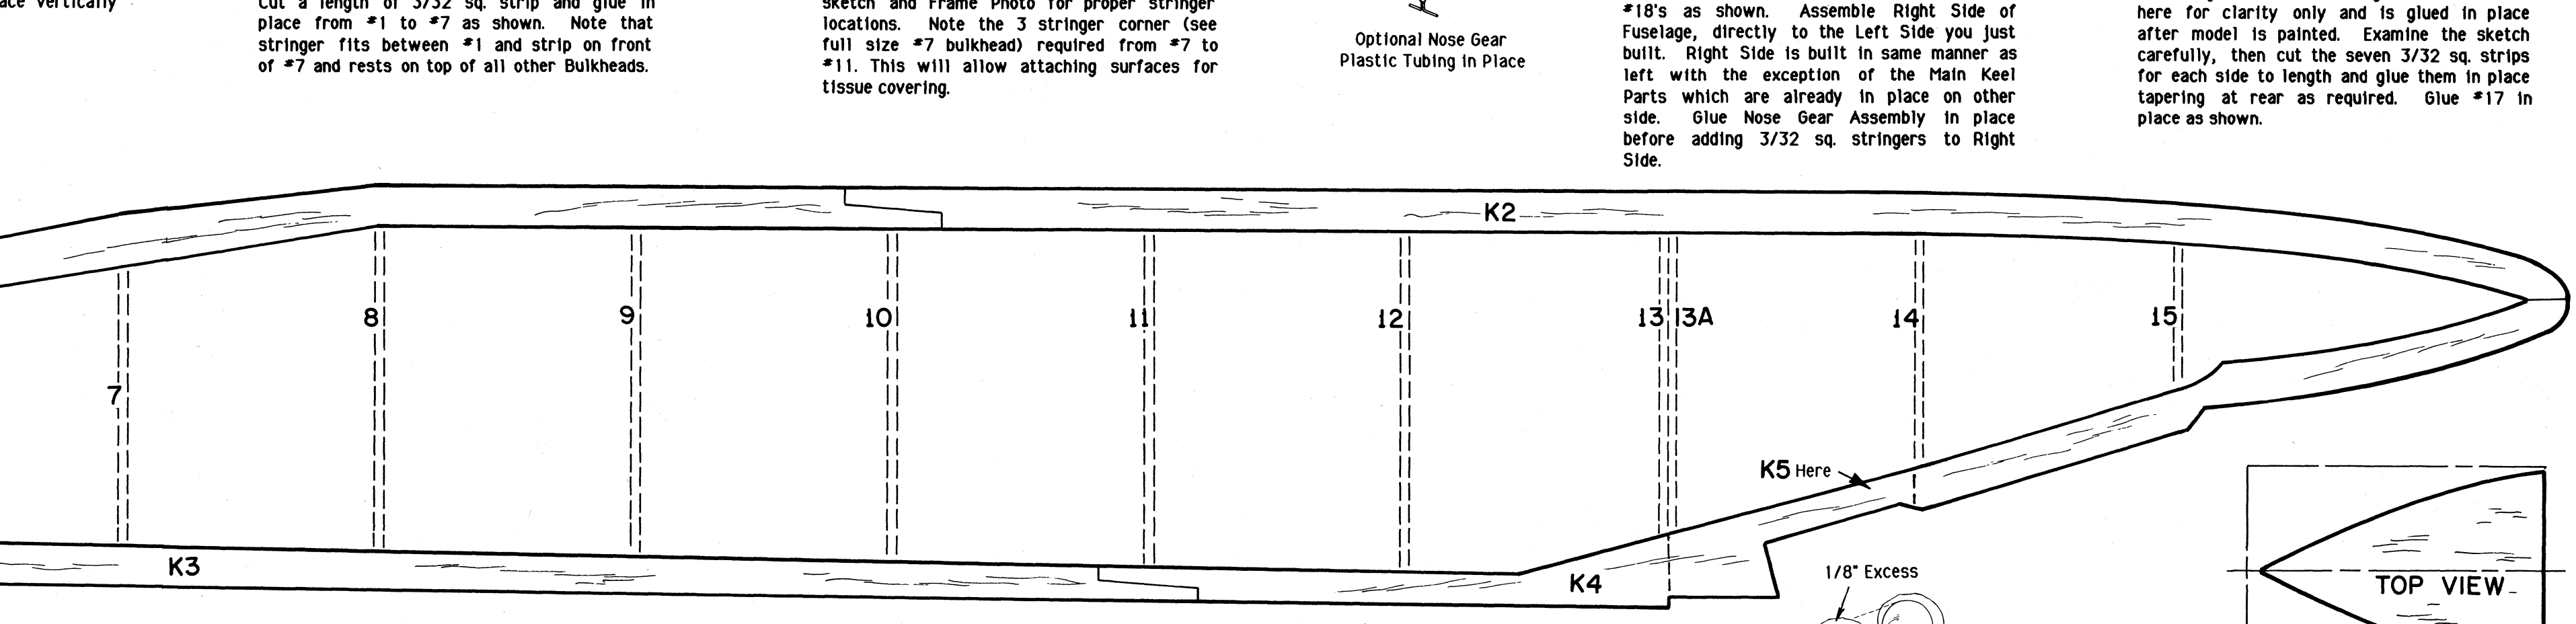 ace vertically
Cut a length of 3/32 sq. strip and glue in
place from #1 to #7 as shown. Note that
stringer fits between #1 and strip on front
of #7 and rests on top of all other Bulkheads.
sketch and Frame Photo for proper stringer
locations. Note the 3 stringer corner (see
full size #7 bulkhead) required from #7 to
#11. This will allow attaching surfaces for
tissue covering.
Optional Nose Gear
Plastic Tubing in Place
#18's as shown. Assemble Right Side of
Fuselage, directly to the Left Side you just
built. Right Side is built in same manner as
left with the exception of the Main Keel
Parts which are already in place on other
side. Glue Nose Gear Assembly in place
before adding 3/32 sq. stringers to Right
Side.
here for clarity only and is glued in place
after model is painted. Examine the sketch
carefully, then cut the seven 3/32 sq. strips
for each side to length and glue them in place
tapering at rear as required. Glue #17 in
place as shown.
K2
7
8
9
10
11
12
13
13A
14
15
K5 Here
K3
K4
1/8" Excess
TOP VIEW